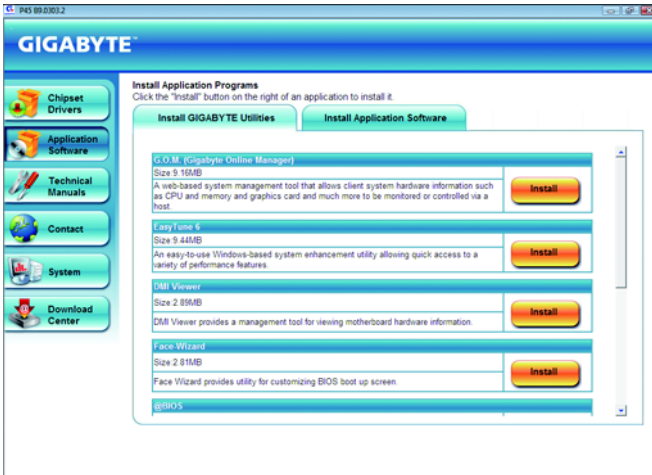 P45 B9.0303.2
GIGABYTE™
Install Application Programs
Click the "Install" button on the right of an application to install it.
Install GIGABYTE Utilities
Install Application Software
Chipset
Drivers
Application
Software
Technical
Manuals
Contact
System
Download
Center
G.O.M. (Gigabyte Online Manager)
Size:9.16MB
A web-based system management tool that allows client system hardware information such
as CPU and memory and graphics card and much more to be monitored or controlled via a
host.
Install
EasyTune 6
Size:9.44MB
An easy-to-use Windows-based system enhancement utility allowing quick access to a
variety of performance features.
Install
DMI Viewer
Size:2.89MB
DMI Viewer provides a management tool for viewing motherboard hardware information.
Install
Face-Wizard
Size:2.81MB
Face Wizard provides utility for customizing BIOS boot up screen.
Install
@BIOS